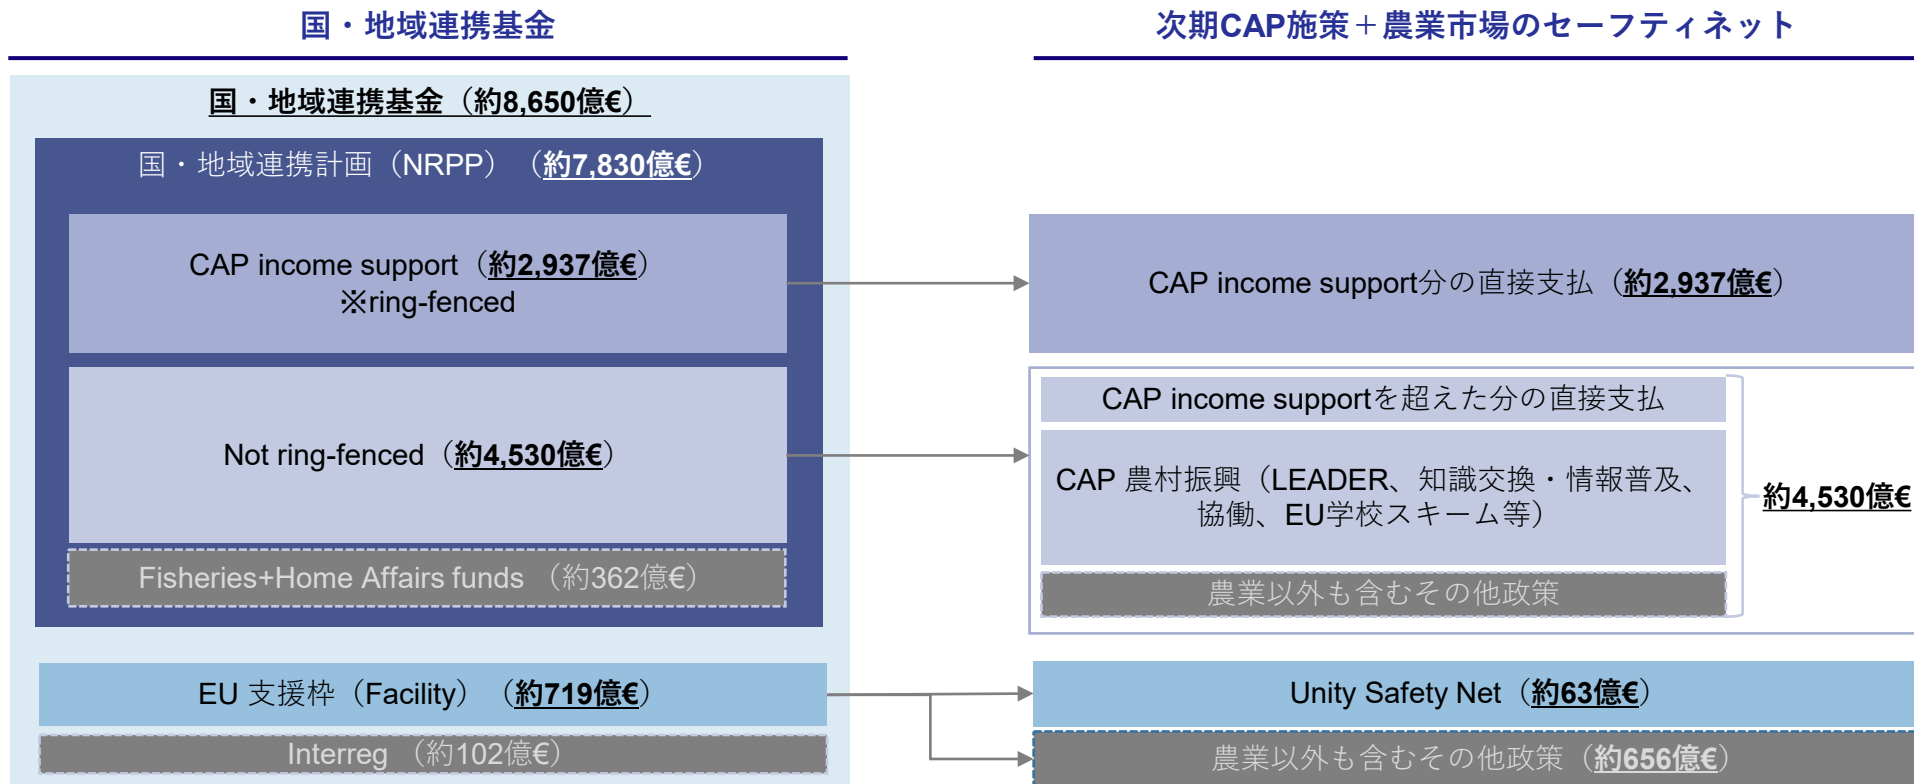 国・地域連携基金
国・地域連携基金（約8,650億€）
国・地域連携計画（NRPP）（約7,830億€）
CAP income support（約2,937億€）
※ring-fenced
Not ring-fenced（約4,530億€）
Fisheries+Home Affairs funds （約362億€）
EU 支援枠（Facility）（約719億€）
Interreg （約102億€）
次期CAP施策＋農業市場のセーフティネット
CAP income support分の直接支払（約2,937億€）
CAP income supportを超えた分の直接支払
CAP 農村振興（LEADER、知識交換・情報普及、
協働、EU学校スキーム等）
農業以外も含むその他政策
約4,530億€
Unity Safety Net（約63億€）
農業以外も含むその他政策（約656億€）